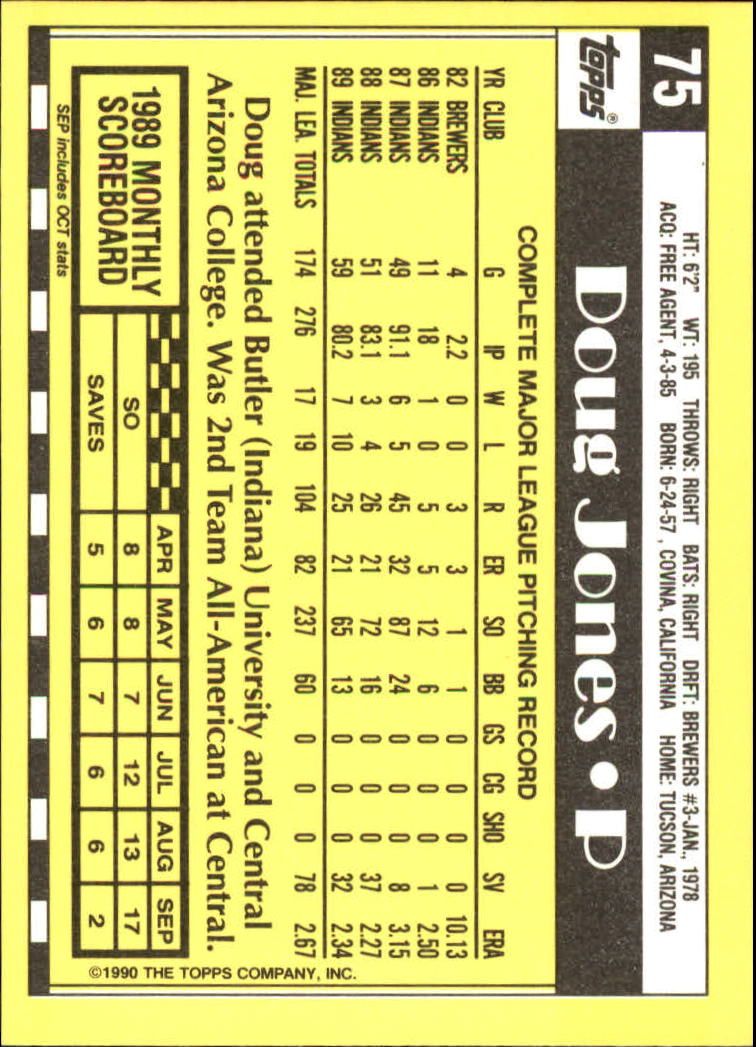 75
HT: 6'2" WT: 195 THROWS: RIGHT BATS: RIGHT DRFT: BREWERS #3-JAN., 1978
ACQ: FREE AGENT, 4-3-85 BORN: 6-24-57, COVINA, CALIFORNIA HOME: TUCSON, ARIZONA
topps®
Doug Jones • P
COMPLETE MAJOR LEAGUE PITCHING RECORD
YR CLUB G IP W L R ER SO BB GS CG SHO SV ERA
82 BREWERS 4 2.2 0 0 3 3 1 1 0 0 0 0 10.13
86 INDIANS 11 18 1 0 5 5 12 6 0 0 0 1 2.50
87 INDIANS 49 91.1 6 5 45 32 87 24 0 0 0 8 3.15
88 INDIANS 51 83.1 3 4 26 21 72 16 0 0 0 37 2.27
89 INDIANS 59 80.2 7 10 25 21 65 13 0 0 0 32 2.34
MAJ. LEA. TOTALS 174 276 17 19 104 82 237 60 0 0 0 78 2.67
Doug attended Butler (Indiana) University and Central
Arizona College. Was 2nd Team All-American at Central.
1989 MONTHLY
SCOREBOARD
APR MAY JUN JUL AUG SEP
SO 8 8 7 12 13 17
SAVES 5 6 7 6 6 2
SEP includes OCT stats
©1990 THE TOPPS COMPANY, INC.